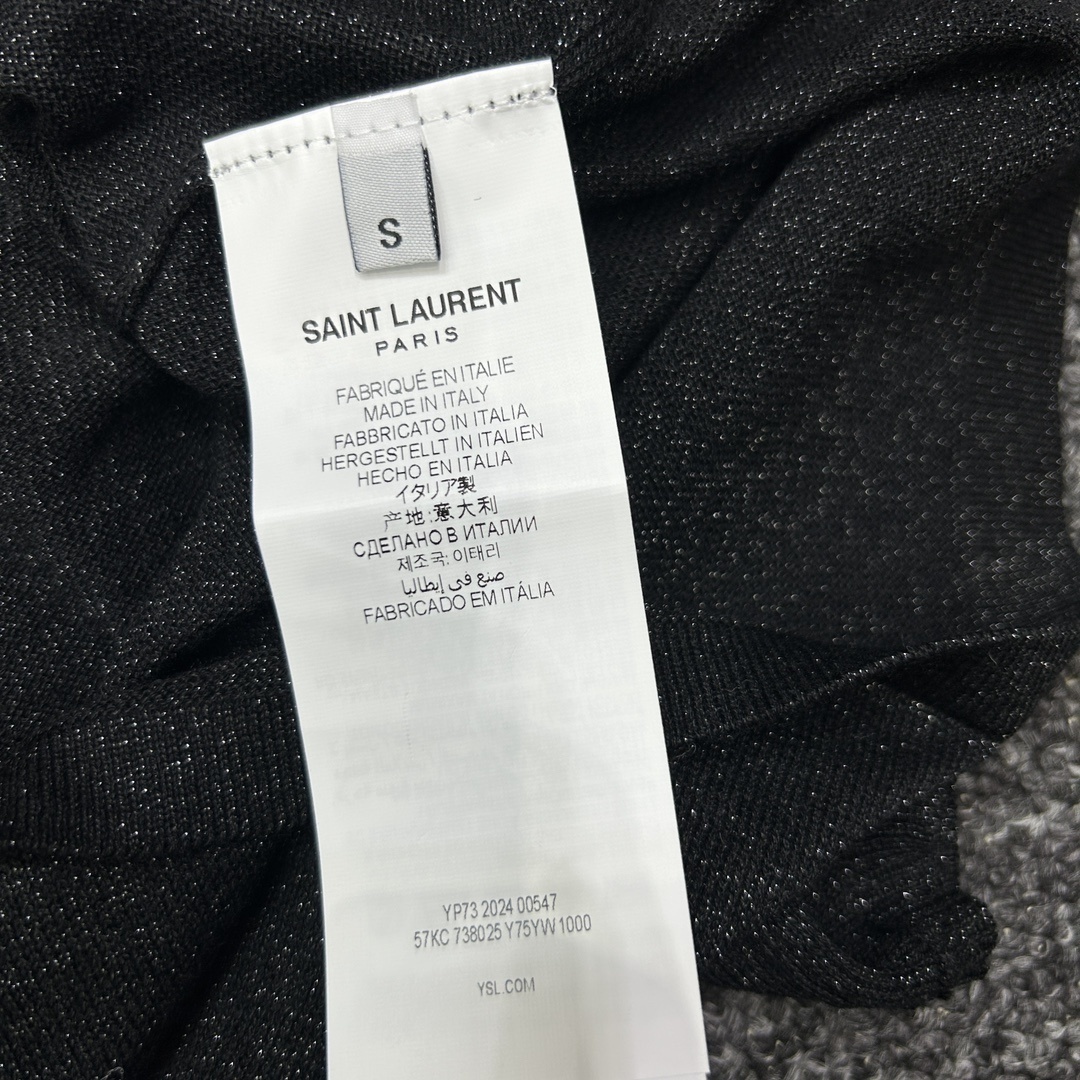 S
SAINT LAURENT
PARIS
FABRIQUÉ EN ITALIE
MADE IN ITALY
FABBRICATO IN ITALIA
HERGESTELLT IN ITALIEN
HECHO EN ITALIA
イタリア製
产地:意大利
СДЕЛАНО В ИТАЛИИ
제조국: 이태리
صنع في إيطاليا
FABRICADO EM ITÁLIA
YP73 2024 00547
57KC 738025 Y75YW 1000
YSL.COM